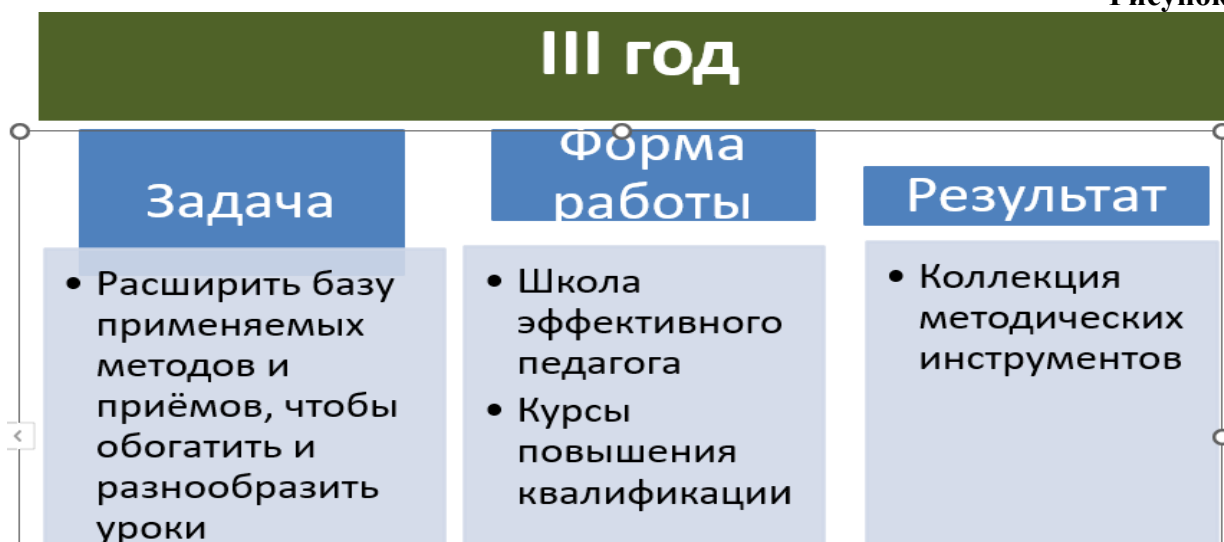 Рисунок
III год
Задача
Форма
работы
Результат
• Расширить базу
применяемых
методов и
приёмов, чтобы
обогатить и
разнообразить
уроки
• Школа
эффективного
педагога
• Курсы
повышения
квалификации
• Коллекция
методических
инструментов